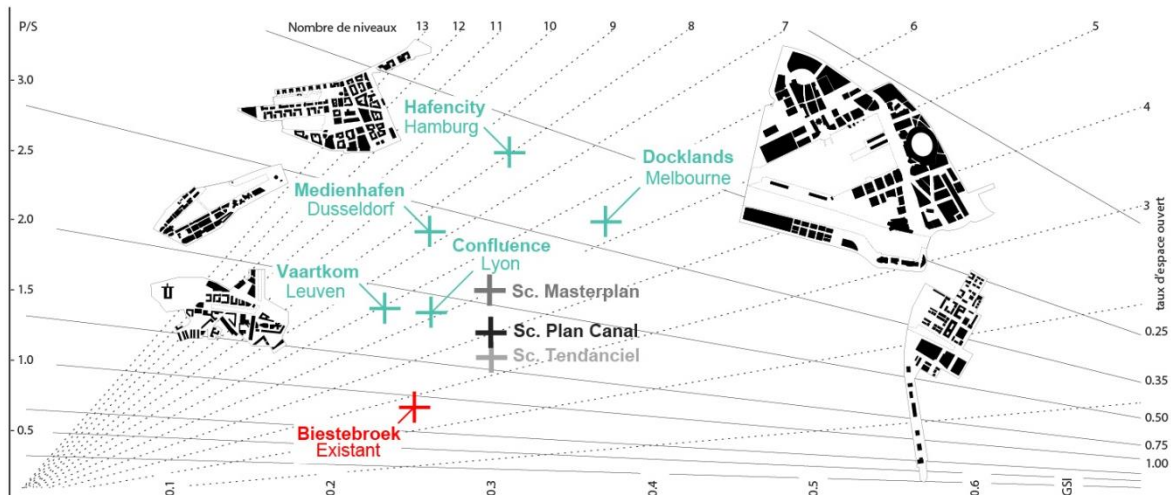 P/S
Nombre de niveaux
13
12
11
10
9
8
7
6
5
3.0
Hafencity
Hamburg
4
2.5
Docklands
Melbourne
Medienhafen
Dusseldorf
2.0
3
Confluence
Lyon
Vaartkom
Leuven
1.5
Sc. Masterplan
Sc. Plan Canal
Sc. Tendanciel
taux d'espace ouvert
0.25
1.0
0.35
0.50
Biestebroek
Existant
0.5
0.75
1.00
0.1
0.2
0.3
0.4
0.5
0.6
GSI